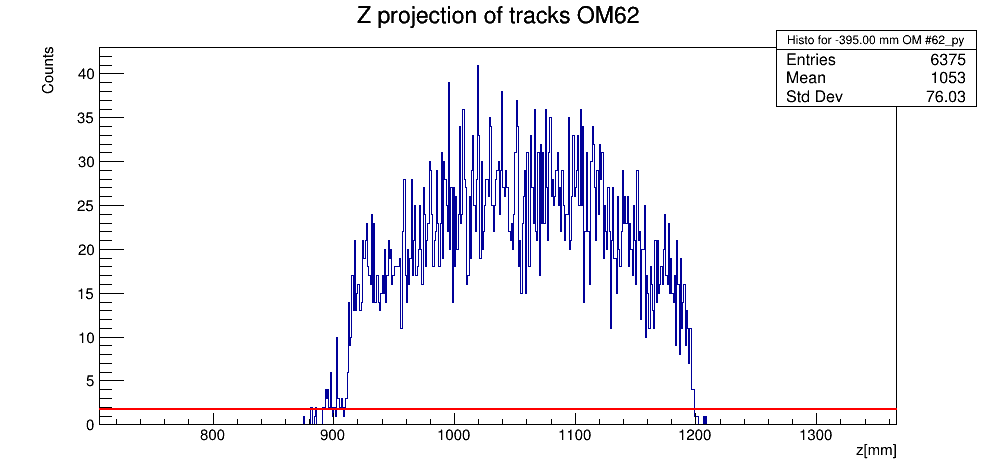 Z projection of tracks OM62
Histo for -395.00 mm OM #62_py
Entries 6375
Mean 1053
Std Dev 76.03
Counts
40
35
30
25
20
15
10
5
0
800 900 1000 1100 1200 1300
z[mm]